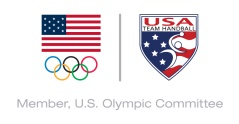 USA
TEAM HANDBALL
Member, U.S. Olympic Committee